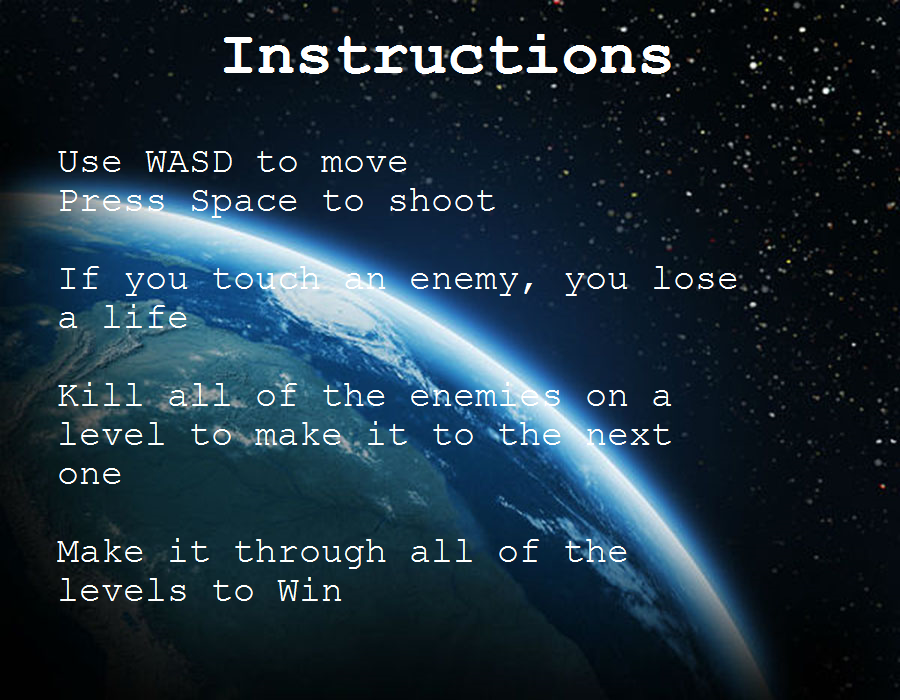 Instructions
Use WASD to move
Press Space to shoot
If you touch an enemy, you lose
a life
Kill all of the enemies on a
level to make it to the next
one
Make it through all of the
levels to Win